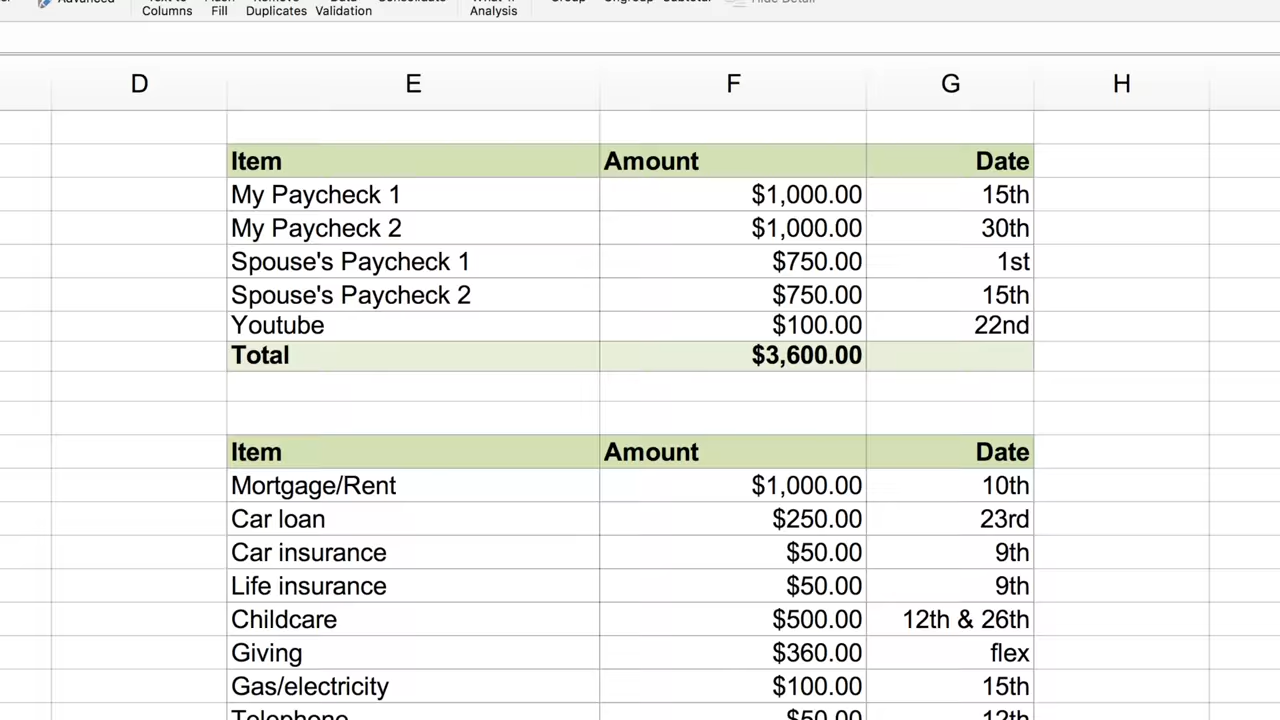 Advanced
Columns Fill Duplicates Validation Analysis
Hide Detail
D E F G H
Item Amount Date
My Paycheck 1 $1,000.00 15th
My Paycheck 2 $1,000.00 30th
Spouse's Paycheck 1 $750.00 1st
Spouse's Paycheck 2 $750.00 15th
Youtube $100.00 22nd
Total $3,600.00
Item Amount Date
Mortgage/Rent $1,000.00 10th
Car loan $250.00 23rd
Car insurance $50.00 9th
Life insurance $50.00 9th
Childcare $500.00 12th & 26th
Giving $360.00 flex
Gas/electricity $100.00 15th
Telephone $50.00 12th